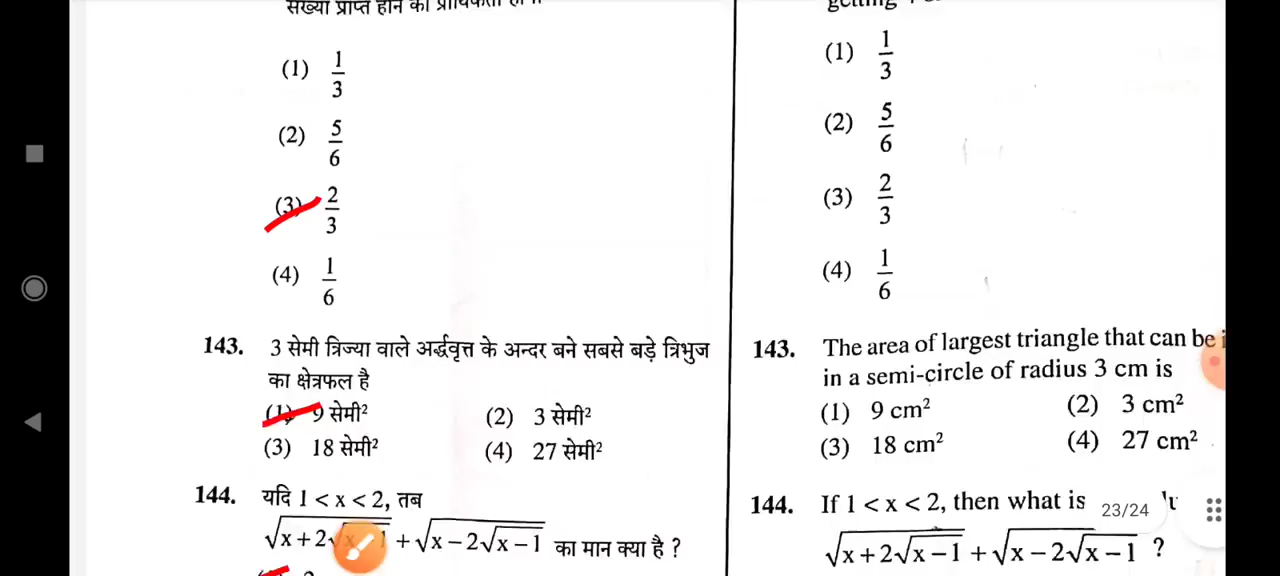 संख्या प्राप्त होने की प्रायिकता होगी
(1) 1/3
(2) 5/6
(3) 2/3
(4) 1/6
143. 3 सेमी त्रिज्या वाले अर्द्धवृत्त के अन्दर बने सबसे बड़े त्रिभुज
का क्षेत्रफल है
(1) 9 सेमी²
(2) 3 सेमी²
(3) 18 सेमी²
(4) 27 सेमी²
144. यदि 1 < x < 2, तब
√x+2√x-1 + √x-2√x-1 का मान क्या है ?
getting
(1) 1/3
(2) 5/6
(3) 2/3
(4) 1/6
143. The area of largest triangle that can be
in a semi-circle of radius 3 cm is
(1) 9 cm²
(2) 3 cm²
(3) 18 cm²
(4) 27 cm²
144. If 1 < x < 2, then what is
√x+2√x-1 + √x-2√x-1 ?
23/24